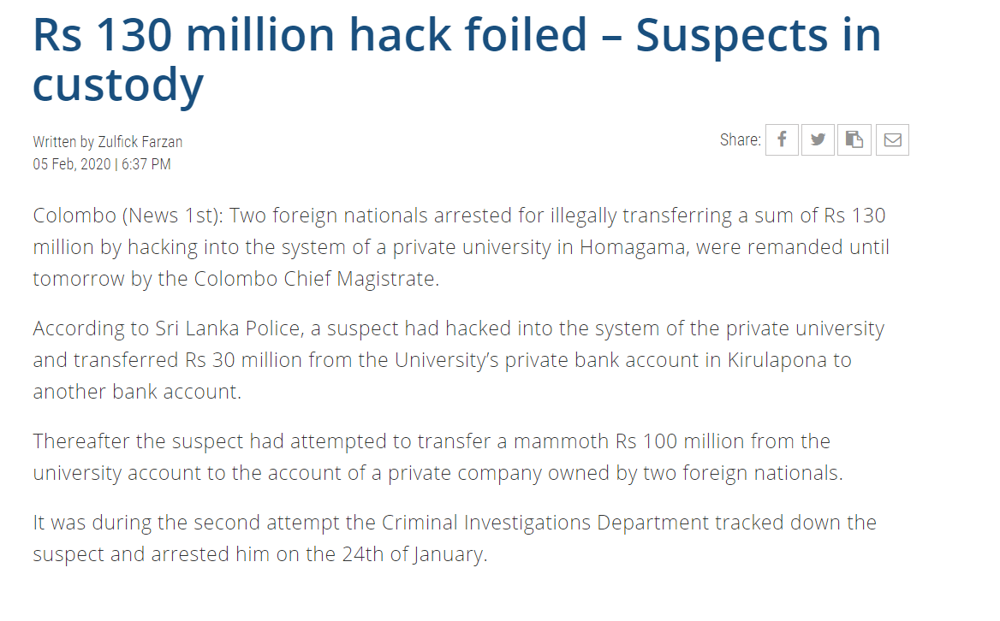 Rs 130 million hack foiled – Suspects in
custody
Written by Zulfick Farzan
05 Feb, 2020 | 6:37 PM
Share:
Colombo (News 1st): Two foreign nationals arrested for illegally transferring a sum of Rs 130
million by hacking into the system of a private university in Homagama, were remanded until
tomorrow by the Colombo Chief Magistrate.
According to Sri Lanka Police, a suspect had hacked into the system of the private university
and transferred Rs 30 million from the University’s private bank account in Kirulapona to
another bank account.
Thereafter the suspect had attempted to transfer a mammoth Rs 100 million from the
university account to the account of a private company owned by two foreign nationals.
It was during the second attempt the Criminal Investigations Department tracked down the
suspect and arrested him on the 24th of January.